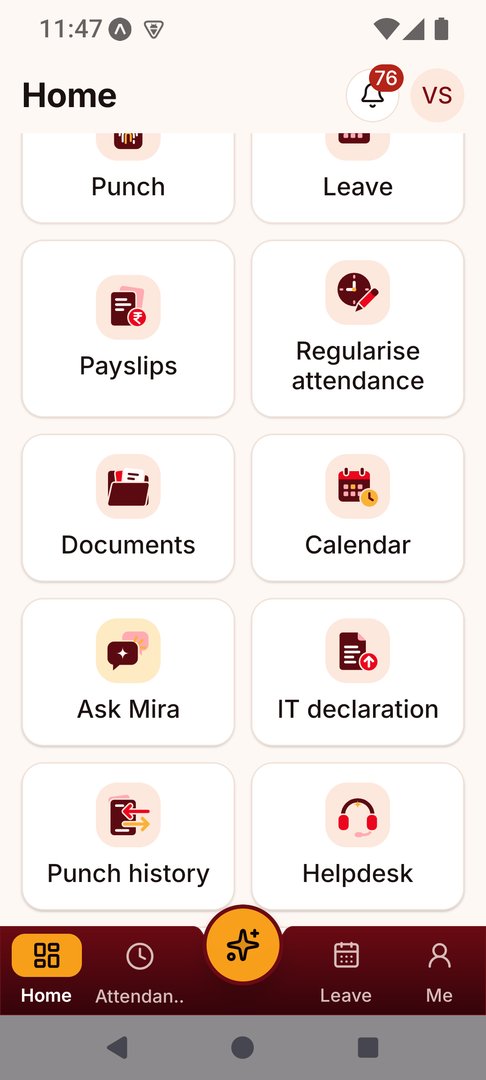 11:47
Home
76
VS
Punch
Leave
Payslips
Regularise
attendance
Documents
Calendar
Ask Mira
IT declaration
Punch history
Helpdesk
Home
Attendan..
Leave
Me